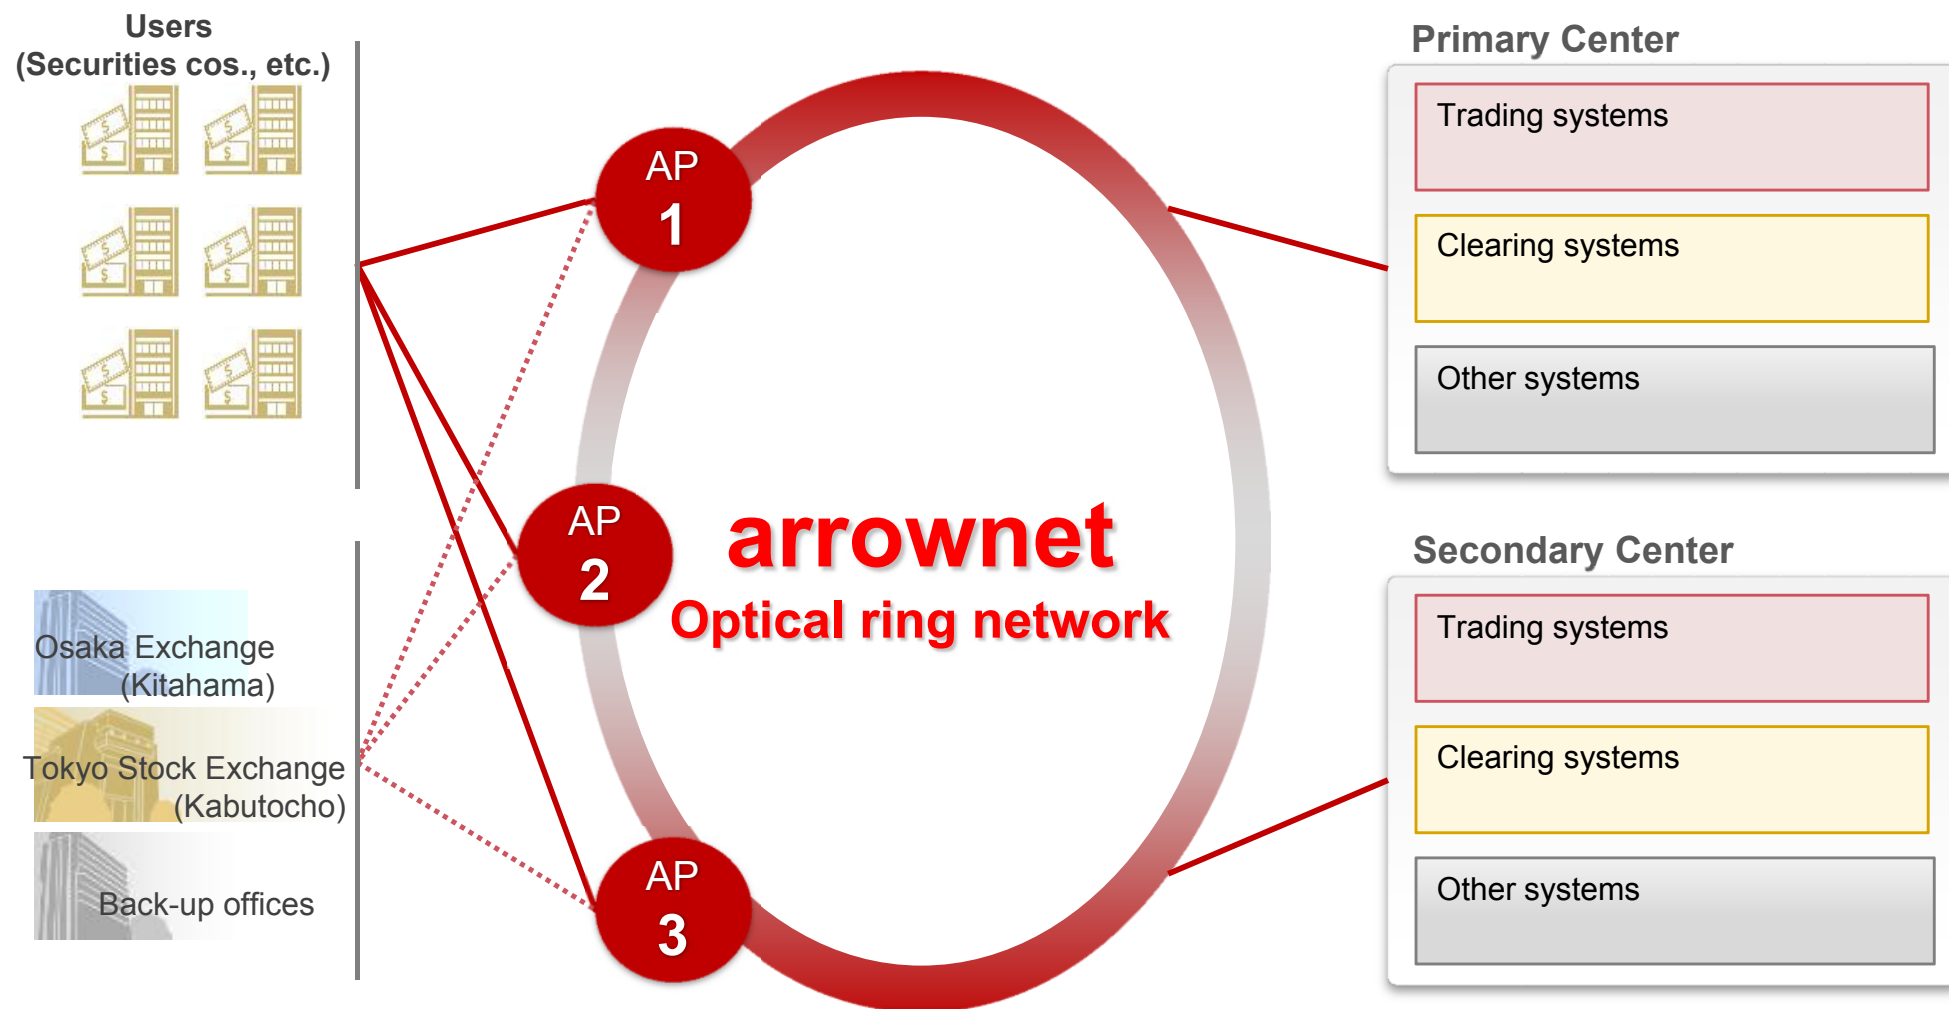 Users
(Securities cos., etc.)
Osaka Exchange
(Kitahama)
Tokyo Stock Exchange
(Kabutocho)
Back-up offices
AP
1
AP
2
AP
3
arrownet
Optical ring network
Primary Center
Trading systems
Clearing systems
Other systems
Secondary Center
Trading systems
Clearing systems
Other systems